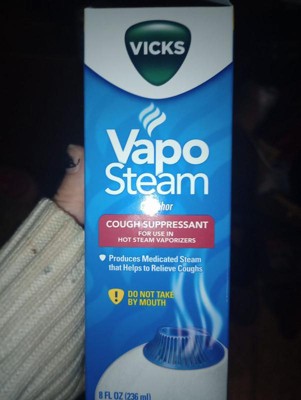 VICKS
Vapo
Steam
COUGH SUPPRESSANT
FOR USE IN
HOT STEAM VAPORIZERS
Produces Medicated Steam
that Helps to Relieve Coughs
DO NOT TAKE
BY MOUTH
8 FL OZ (236 ml)